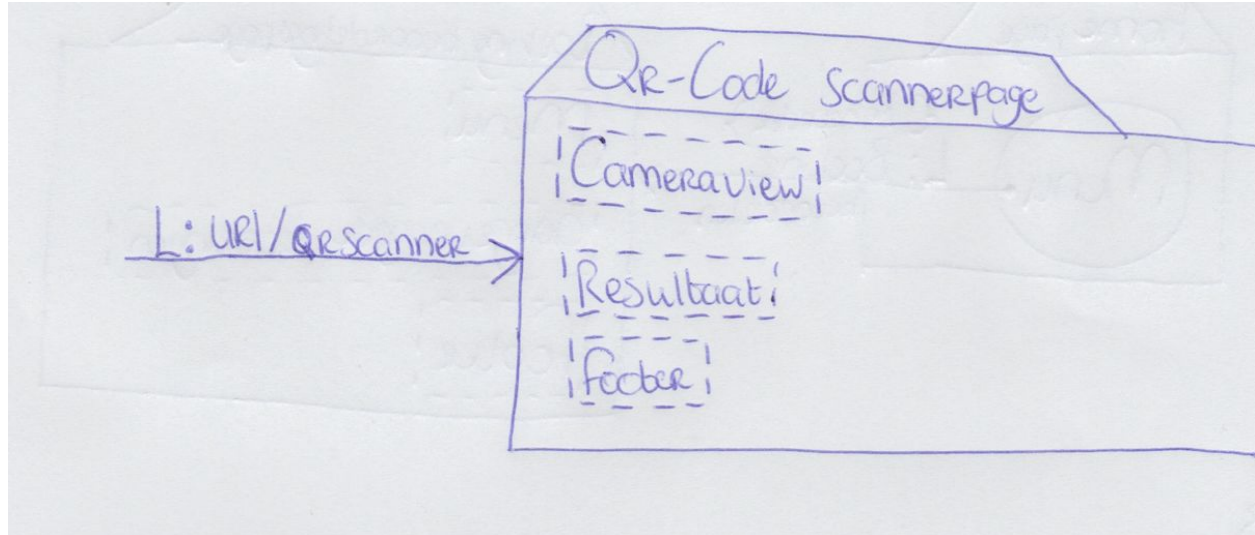 QR-Code Scannerpage
Cameraview
L: URl/QRscanner
Resultaat
footer